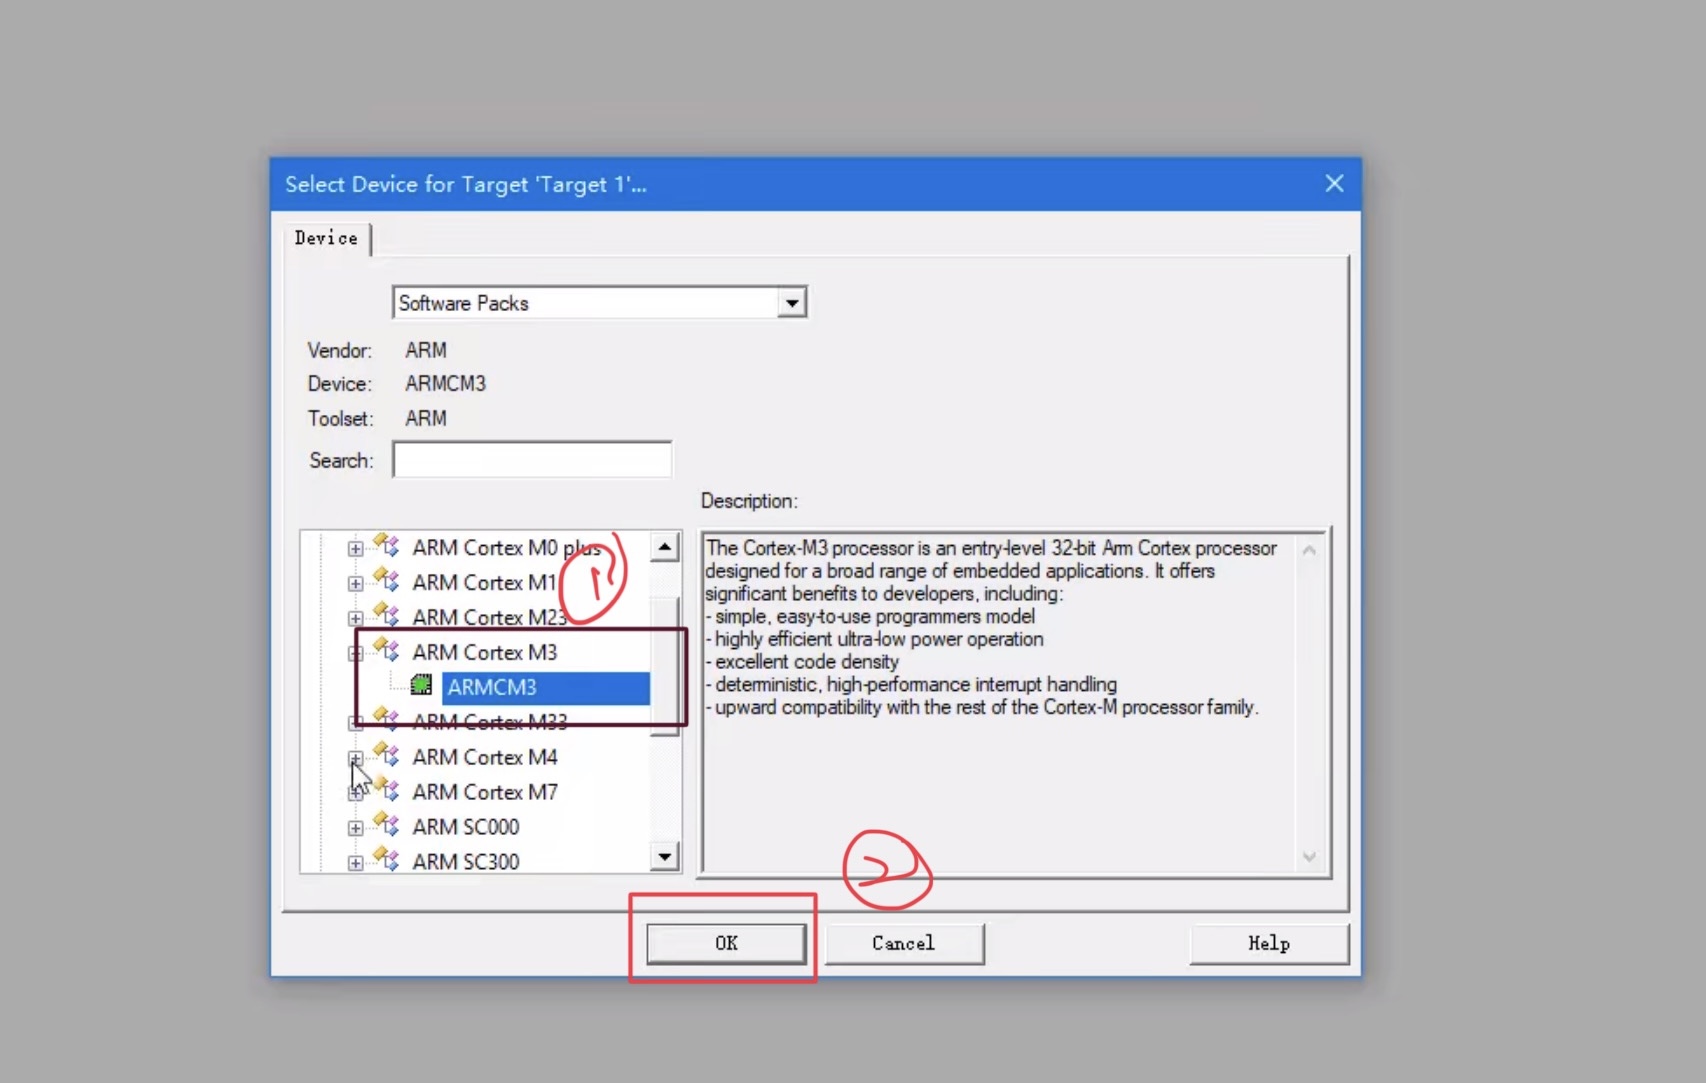 Select Device for Target 'Target 1'...
Device
Software Packs
Vendor: ARM
Device: ARMCM3
Toolset: ARM
Search:
Description:
ARM Cortex M0 plus
ARM Cortex M1
ARM Cortex M23
ARM Cortex M3
ARMCM3
ARM Cortex M33
ARM Cortex M4
ARM Cortex M7
ARM SC000
ARM SC300
1
The Cortex-M3 processor is an entry-level 32-bit Arm Cortex processor
designed for a broad range of embedded applications. It offers
significant benefits to developers, including:
- simple, easy-to-use programmers model
- highly efficient ultra-low power operation
- excellent code density
- deterministic, high-performance interrupt handling
- upward compatibility with the rest of the Cortex-M processor family.
2
OK
Cancel
Help